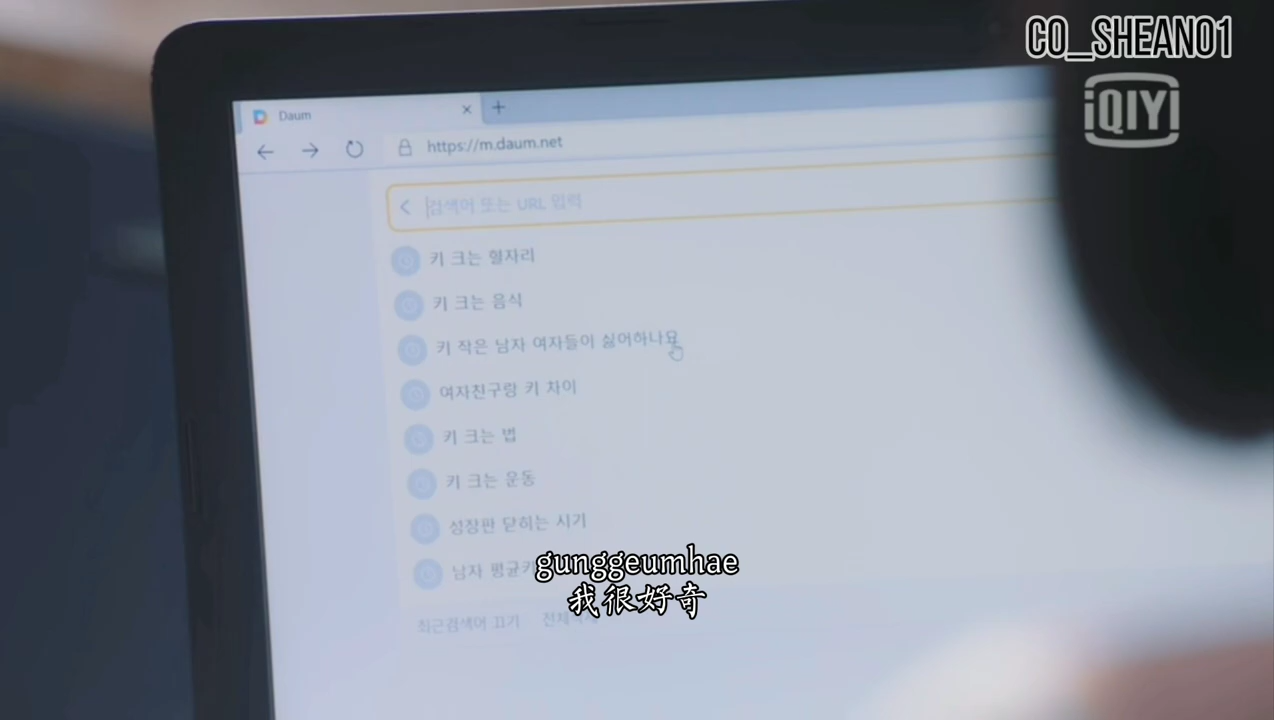 CO_SHEAN01
iQIYI
Daum
https://m.daum.net
검색어 또는 URL 입력
키 크는 혈자리
키 크는 음식
키 작은 남자 여자들이 싫어하나요
여자친구랑 키 차이
키 크는 법
키 크는 운동
성장판 닫히는 시기
남자 평균키
gunggeumhae
我很好奇
최근검색어 끄기 전체삭제